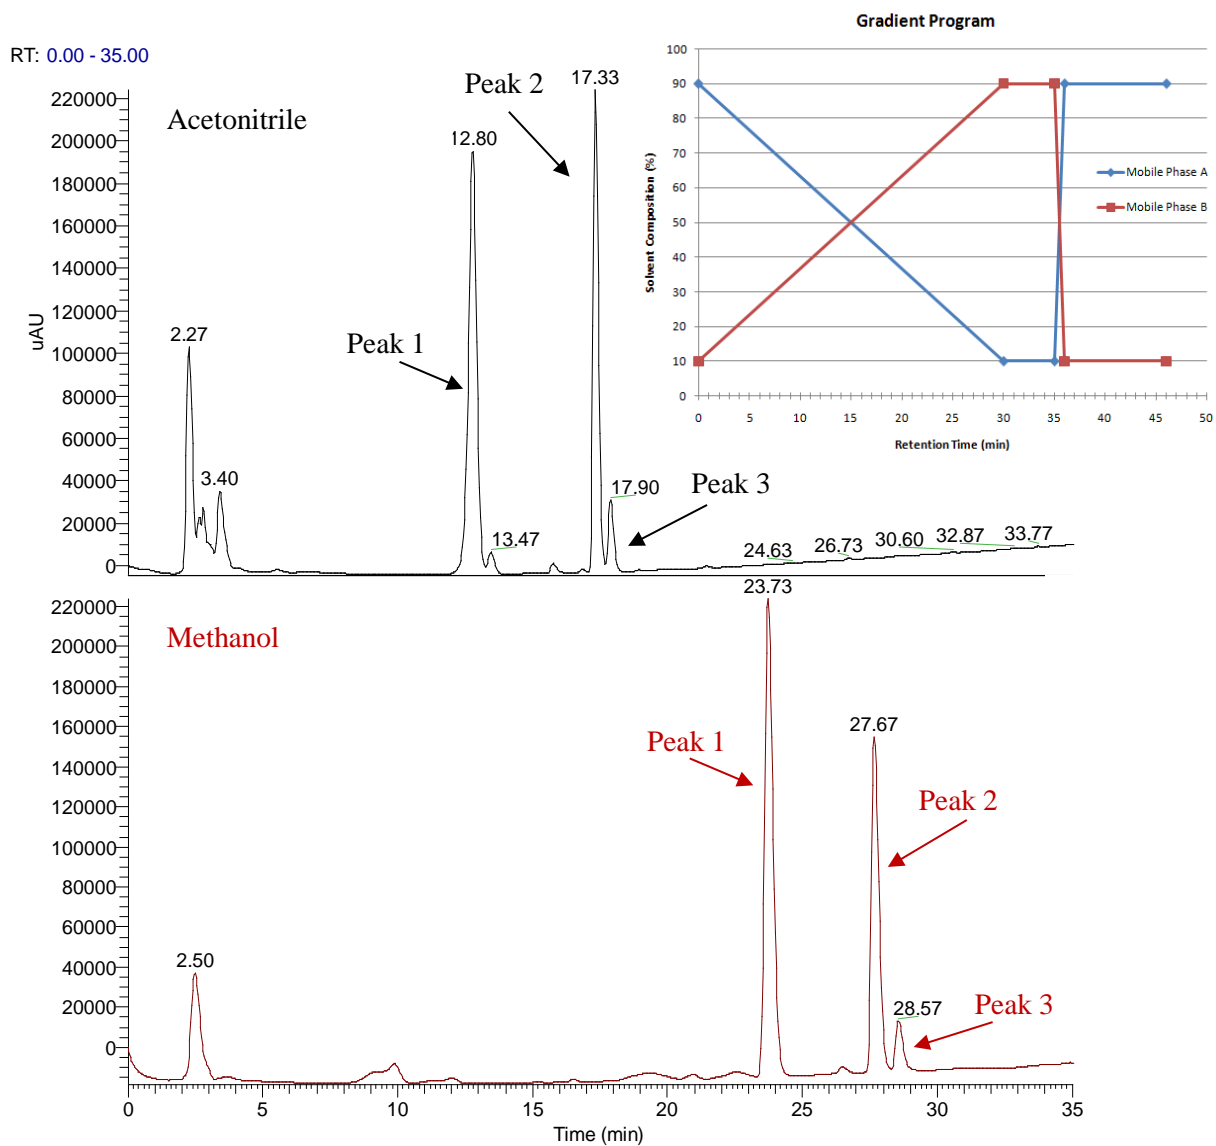 Gradient Program
RT: 0.00 - 35.00
100
90
80
70
60
50
40
30
20
10
0
Solvent Composition (%)
0 5 10 15 20 25 30 35 40 45 50
Retention Time (min)
Mobile Phase A
Mobile Phase B
Acetonitrile
Peak 2
17.33
12.80
Peak 1
2.27
3.40
13.47
17.90
Peak 3
24.63
26.73
30.60
32.87
33.77
220000
200000
180000
160000
140000
120000
100000
80000
60000
40000
20000
0
uAU
Methanol
23.73
Peak 1
27.67
Peak 2
2.50
28.57
Peak 3
220000
200000
180000
160000
140000
120000
100000
80000
60000
40000
20000
0
0 5 10 15 20 25 30 35
Time (min)